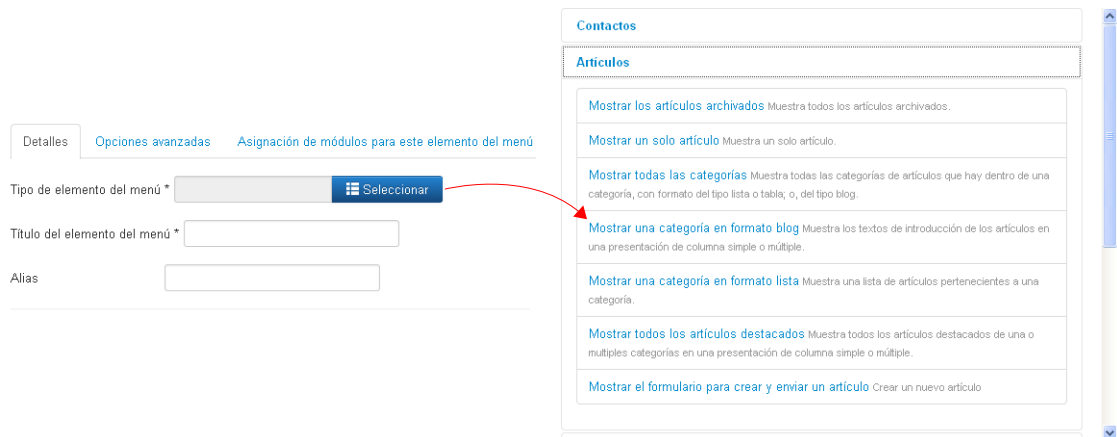 Detalles
Opciones avanzadas
Asignación de módulos para este elemento del menú
Tipo de elemento del menú *
Seleccionar
Título del elemento del menú *
Alias
Contactos
Artículos
Mostrar los artículos archivados Muestra todos los artículos archivados.
Mostrar un solo artículo Muestra un solo artículo.
Mostrar todas las categorías Muestra todas las categorías de artículos que hay dentro de una
categoría, con formato del tipo lista o tabla; o, del tipo blog.
Mostrar una categoría en formato blog Muestra los textos de introducción de los artículos en
una presentación de columna simple o múltiple.
Mostrar una categoría en formato lista Muestra una lista de artículos pertenecientes a una
categoría.
Mostrar todos los artículos destacados Muestra todos los artículos destacados de una o
multiples categorías en una presentación de columna simple o múltiple.
Mostrar el formulario para crear y enviar un artículo Crear un nuevo artículo